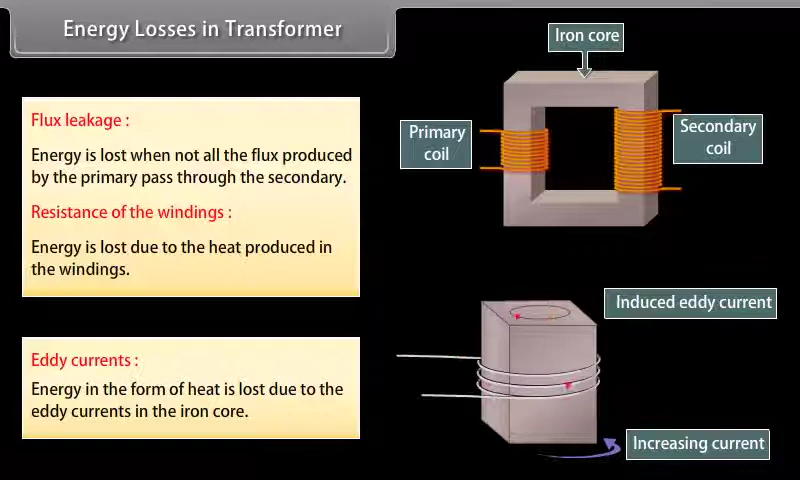 Energy Losses in Transformer
Iron core
Primary
coil
Secondary
coil
Flux leakage :
Energy is lost when not all the flux produced
by the primary pass through the secondary.
Resistance of the windings :
Energy is lost due to the heat produced in
the windings.
Induced eddy current
Eddy currents :
Energy in the form of heat is lost due to the
eddy currents in the iron core.
Increasing current